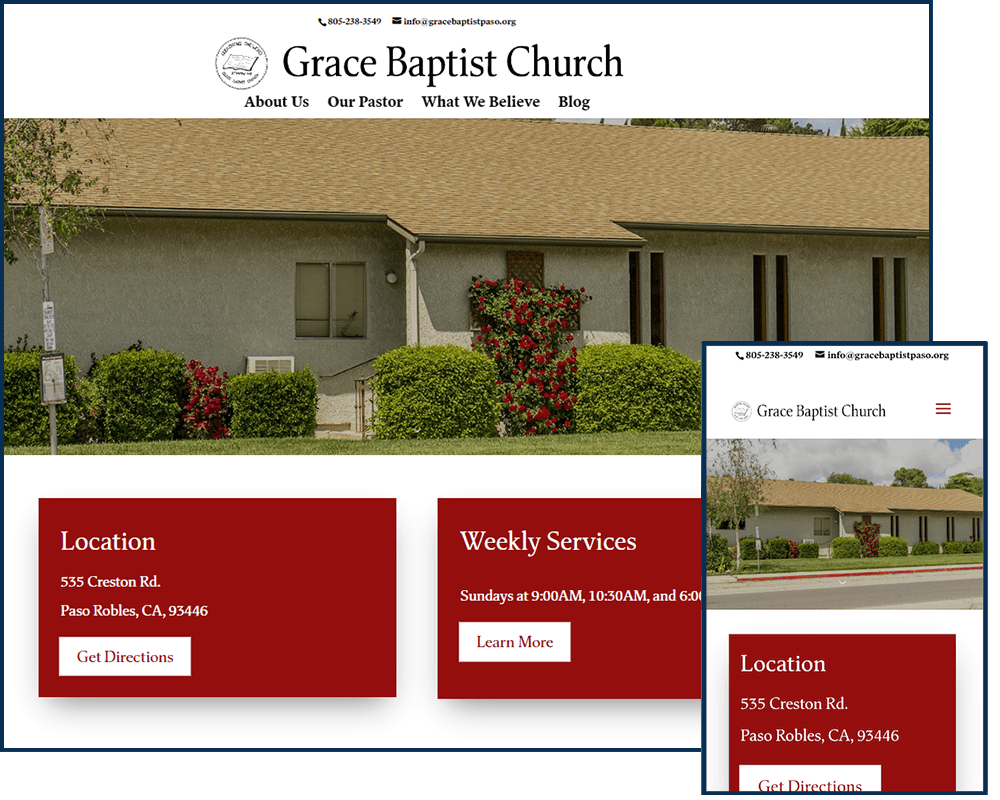 805-238-3549 info@gracebaptistpaso.org
Grace Baptist Church
About Us Our Pastor What We Believe Blog
Location
535 Creston Rd.
Paso Robles, CA, 93446
Get Directions
Weekly Services
Sundays at 9:00AM, 10:30AM, and 6:00
Learn More
805-238-3549 info@gracebaptistpaso.org
Grace Baptist Church
Location
535 Creston Rd.
Paso Robles, CA, 93446
Get Directions